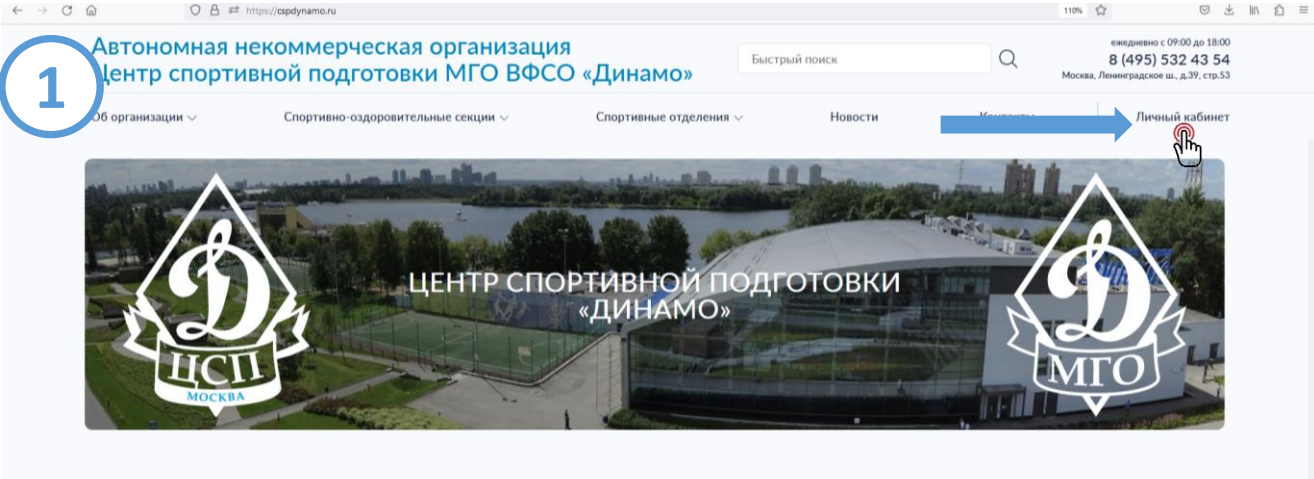 https://cspdynamo.ru
110%
1
Автономная некоммерческая организация
Центр спортивной подготовки МГО ВФСО «Динамо»
Быстрый поиск
ежедневно с 09:00 до 18:00
8 (495) 532 43 54
Москва, Ленинградское ш., д.39, стр.53
Об организации
Спортивно-оздоровительные секции
Спортивные отделения
Новости
Личный кабинет
ЦЕНТР СПОРТИВНОЙ ПОДГОТОВКИ
«ДИНАМО»
Д
ЦСП
МОСКВА
Д
МГО